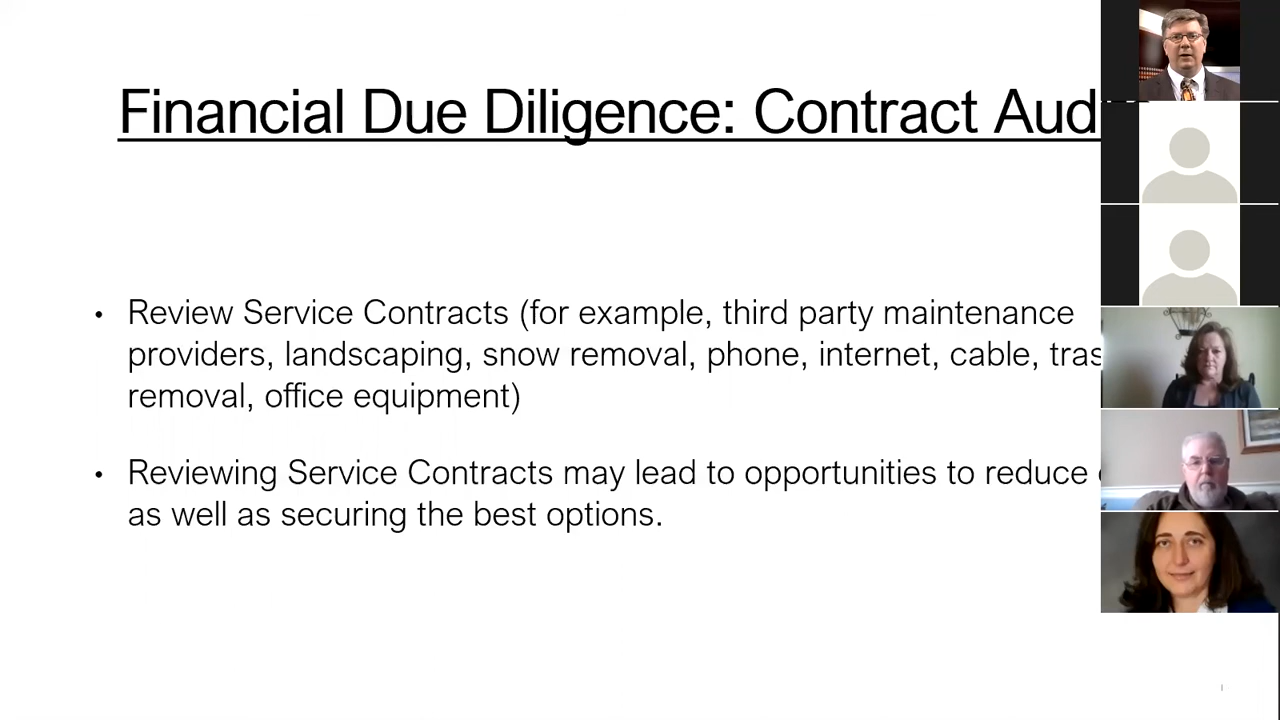 Financial Due Diligence: Contract Aud
• Review Service Contracts (for example, third party maintenance
providers, landscaping, snow removal, phone, internet, cable, tras
removal, office equipment)
• Reviewing Service Contracts may lead to opportunities to reduce
as well as securing the best options.